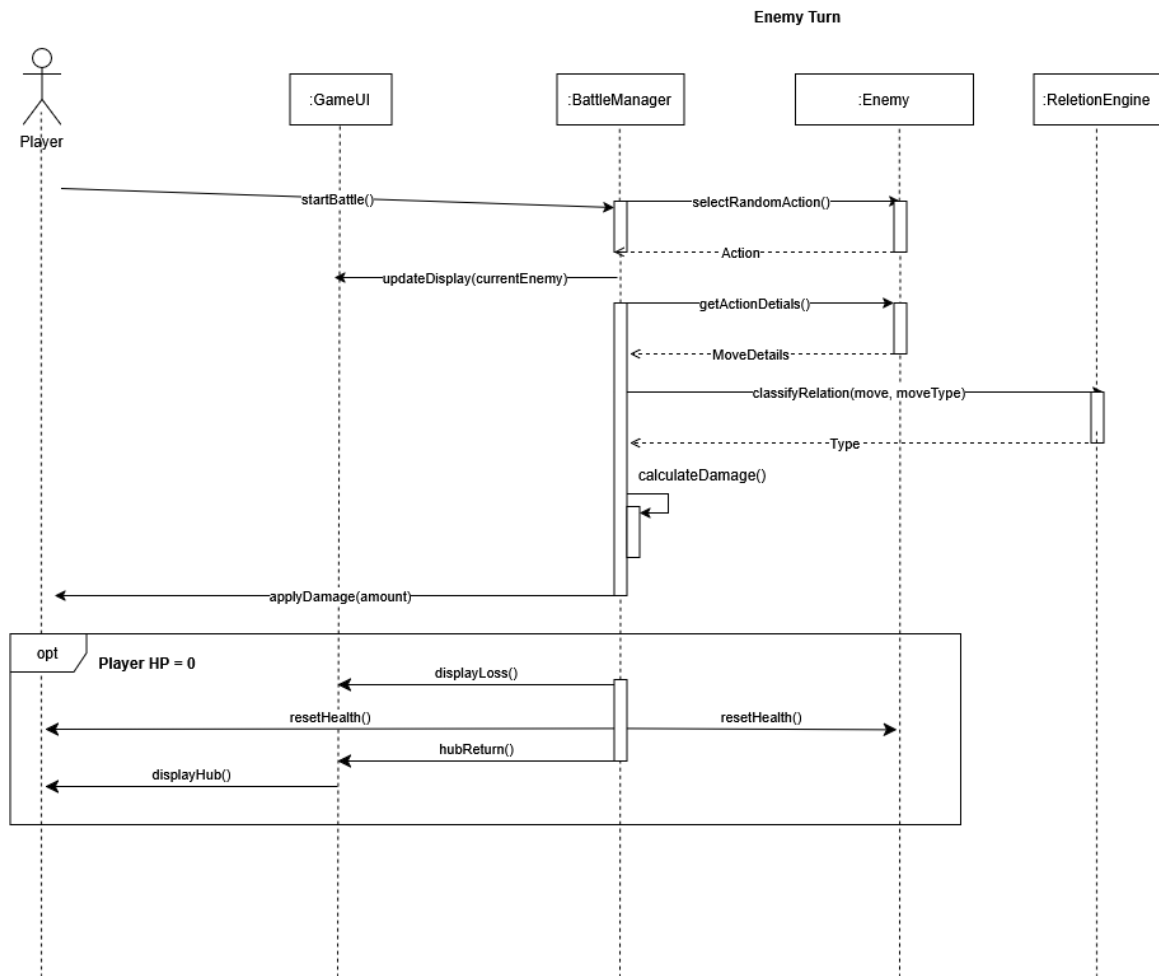 Enemy Turn
Player
:GameUI
:BattleManager
:Enemy
:ReletionEngine
startBattle()
selectRandomAction()
Action
updateDisplay(currentEnemy)
getActionDetials()
MoveDetails
classifyRelation(move, moveType)
Type
calculateDamage()
applyDamage(amount)
opt
Player HP = 0
displayLoss()
resetHealth()
resetHealth()
hubReturn()
displayHub()